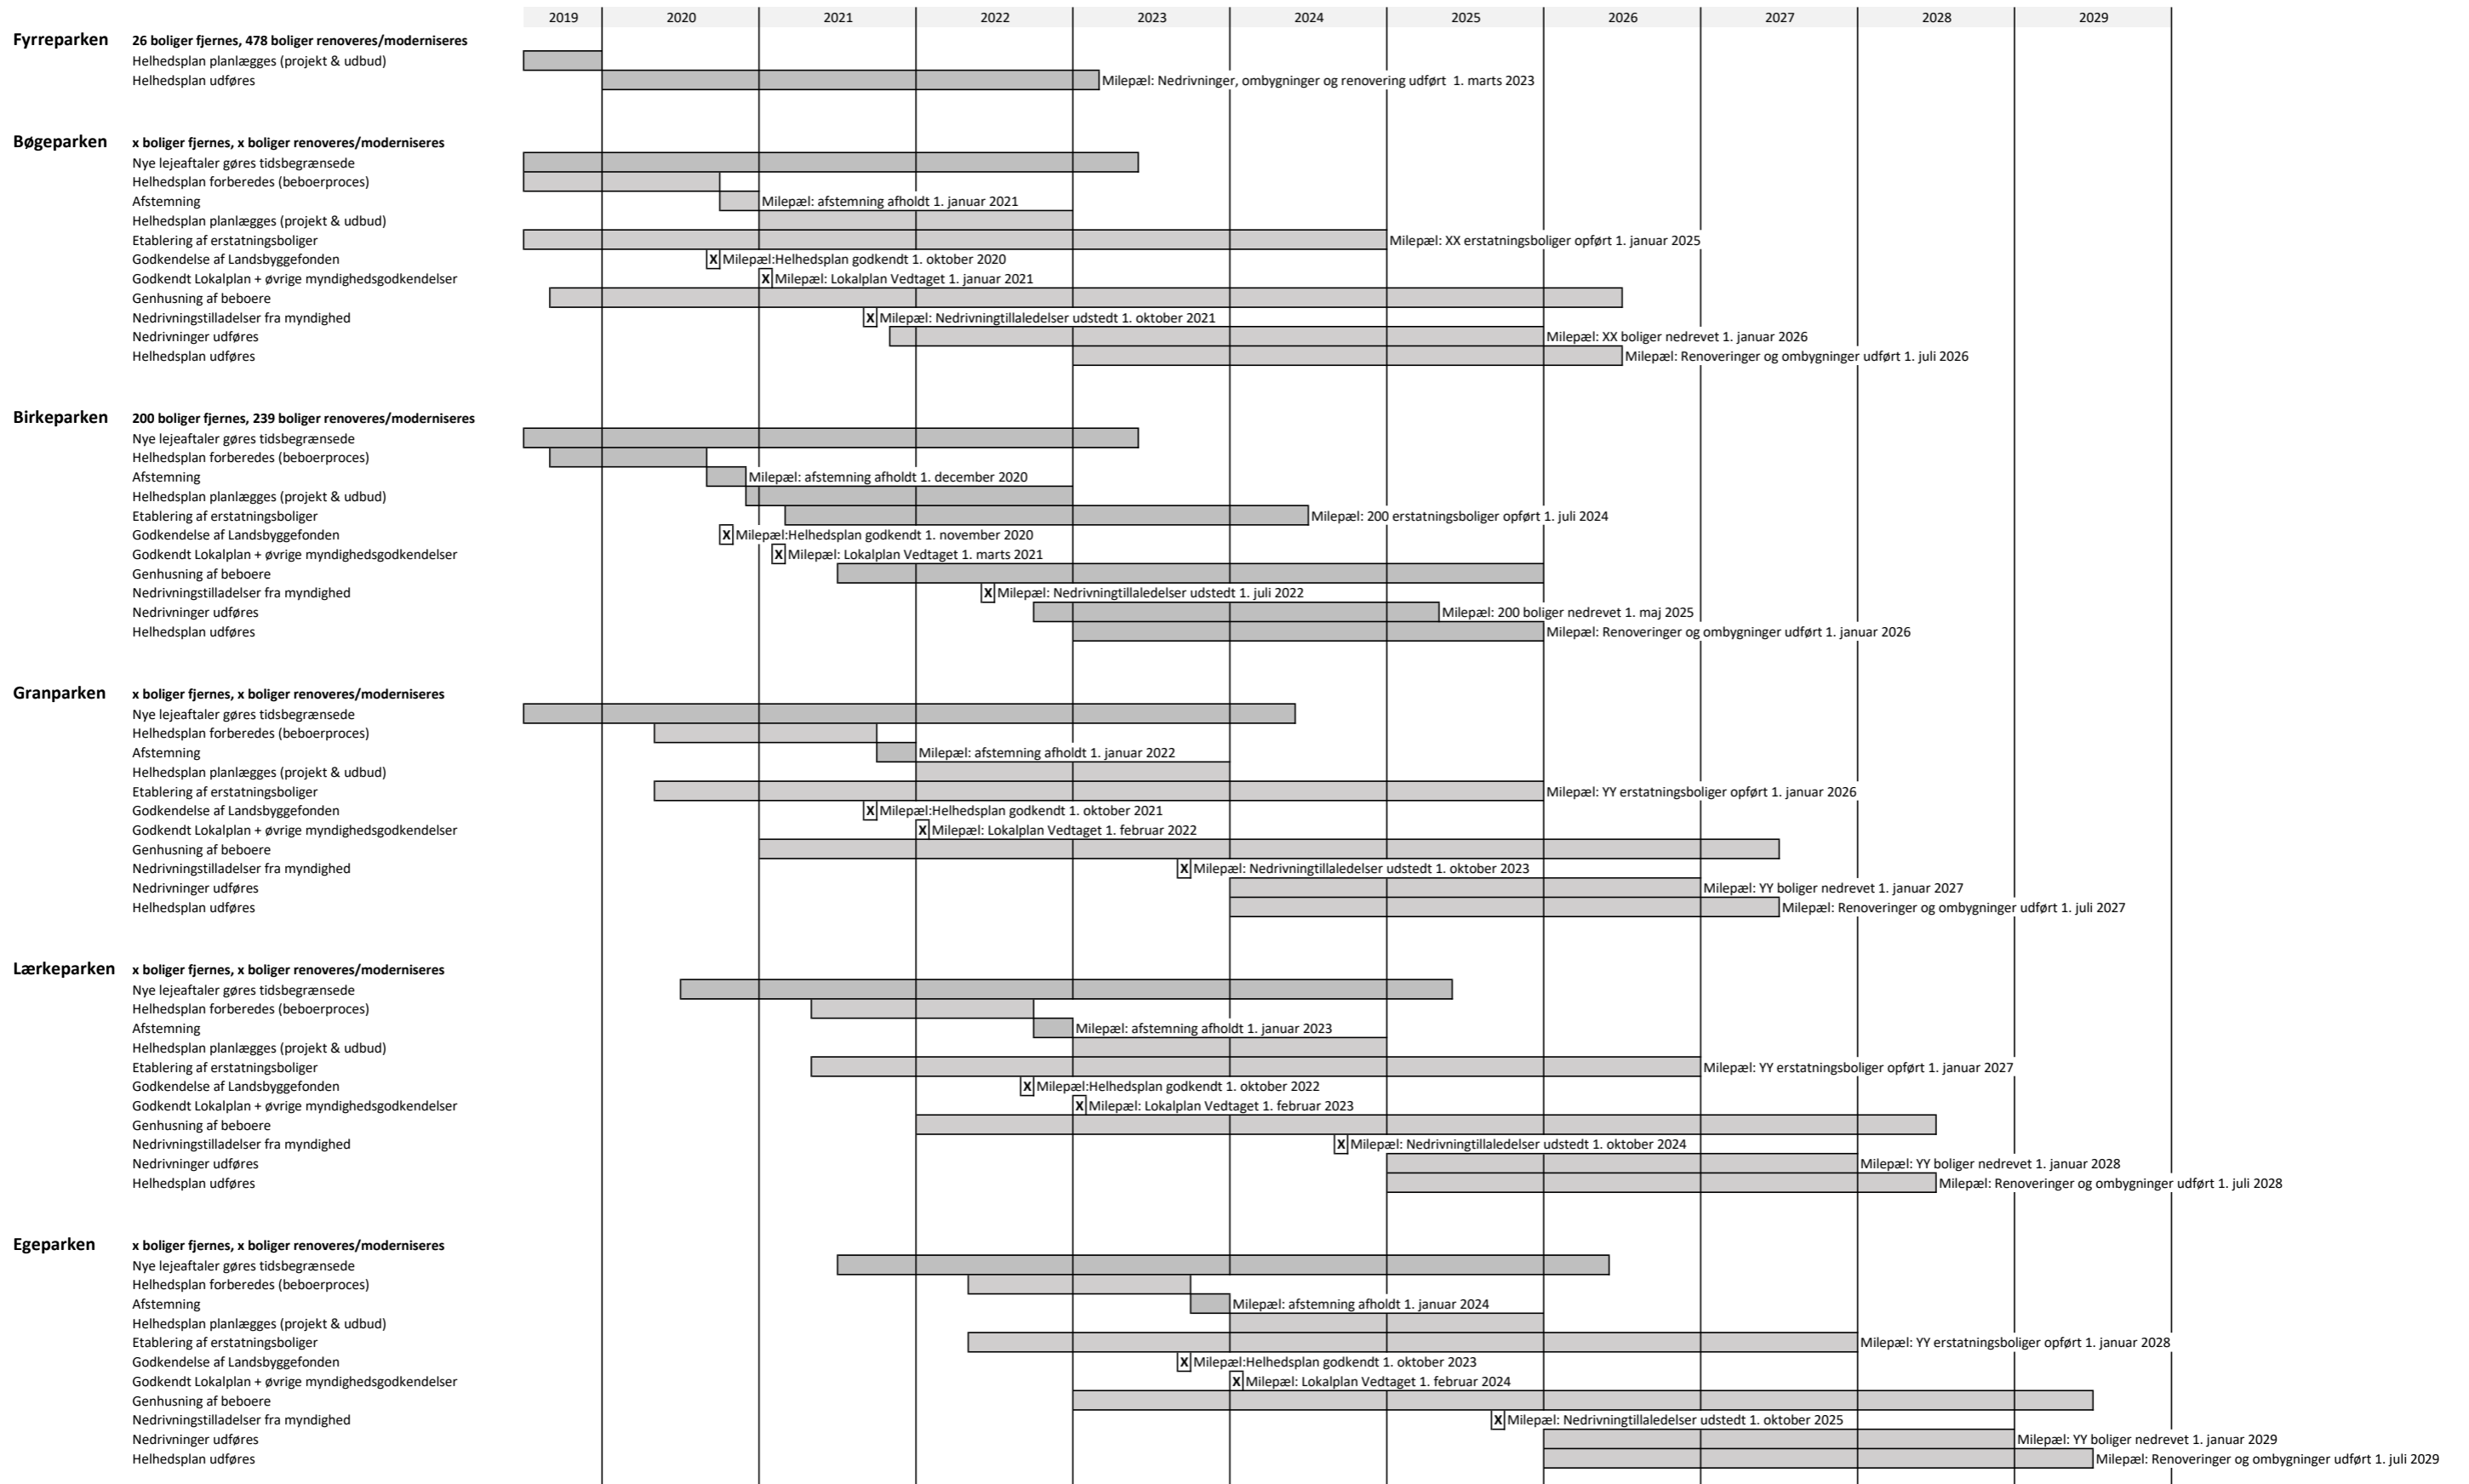 2019 2020 2021 2022 2023 2024 2025 2026 2027 2028 2029
Fyrreparken 26 boliger fjernes, 478 boliger renoveres/moderniseres
Helhedsplan planlægges (projekt & udbud)
Helhedsplan udføres Milepæl: Nedrivninger, ombygninger og renovering udført 1. marts 2023
Bøgeparken x boliger fjernes, x boliger renoveres/moderniseres
Nye lejeaftaler gøres tidsbegrænsede
Helhedsplan forberedes (beboerproces)
Afstemning Milepæl: afstemning afholdt 1. januar 2021
Helhedsplan planlægges (projekt & udbud)
Etablering af erstatningsboliger Milepæl: XX erstatningsboliger opført 1. januar 2025
Godkendelse af Landsbyggefonden X Milepæl:Helhedsplan godkendt 1. oktober 2020
Godkendt Lokalplan + øvrige myndighedsgodkendelser X Milepæl: Lokalplan Vedtaget 1. januar 2021
Genhusning af beboere
Nedrivningstilladelser fra myndighed X Milepæl: Nedrivningtillaledelser udstedt 1. oktober 2021
Nedrivninger udføres Milepæl: XX boliger nedrevet 1. januar 2026
Helhedsplan udføres Milepæl: Renoveringer og ombygninger udført 1. juli 2026
Birkeparken 200 boliger fjernes, 239 boliger renoveres/moderniseres
Nye lejeaftaler gøres tidsbegrænsede
Helhedsplan forberedes (beboerproces)
Afstemning Milepæl: afstemning afholdt 1. december 2020
Helhedsplan planlægges (projekt & udbud)
Etablering af erstatningsboliger Milepæl: 200 erstatningsboliger opført 1. juli 2024
Godkendelse af Landsbyggefonden X Milepæl:Helhedsplan godkendt 1. november 2020
Godkendt Lokalplan + øvrige myndighedsgodkendelser X Milepæl: Lokalplan Vedtaget 1. marts 2021
Genhusning af beboere
Nedrivningstilladelser fra myndighed X Milepæl: Nedrivningtillaledelser udstedt 1. juli 2022
Nedrivninger udføres Milepæl: 200 boliger nedrevet 1. maj 2025
Helhedsplan udføres Milepæl: Renoveringer og ombygninger udført 1. januar 2026
Granparken x boliger fjernes, x boliger renoveres/moderniseres
Nye lejeaftaler gøres tidsbegrænsede
Helhedsplan forberedes (beboerproces)
Afstemning Milepæl: afstemning afholdt 1. januar 2022
Helhedsplan planlægges (projekt & udbud)
Etablering af erstatningsboliger Milepæl: YY erstatningsboliger opført 1. januar 2026
Godkendelse af Landsbyggefonden X Milepæl:Helhedsplan godkendt 1. oktober 2021
Godkendt Lokalplan + øvrige myndighedsgodkendelser X Milepæl: Lokalplan Vedtaget 1. februar 2022
Genhusning af beboere
Nedrivningstilladelser fra myndighed X Milepæl: Nedrivningtillaledelser udstedt 1. oktober 2023
Nedrivninger udføres Milepæl: YY boliger nedrevet 1. januar 2027
Helhedsplan udføres Milepæl: Renoveringer og ombygninger udført 1. juli 2027
Lærkeparken x boliger fjernes, x boliger renoveres/moderniseres
Nye lejeaftaler gøres tidsbegrænsede
Helhedsplan forberedes (beboerproces)
Afstemning Milepæl: afstemning afholdt 1. januar 2023
Helhedsplan planlægges (projekt & udbud)
Etablering af erstatningsboliger Milepæl: YY erstatningsboliger opført 1. januar 2027
Godkendelse af Landsbyggefonden X Milepæl:Helhedsplan godkendt 1. oktober 2022
Godkendt Lokalplan + øvrige myndighedsgodkendelser X Milepæl: Lokalplan Vedtaget 1. februar 2023
Genhusning af beboere
Nedrivningstilladelser fra myndighed X Milepæl: Nedrivningtillaledelser udstedt 1. oktober 2024
Nedrivninger udføres Milepæl: YY boliger nedrevet 1. januar 2028
Helhedsplan udføres Milepæl: Renoveringer og ombygninger udført 1. juli 2028
Egeparken x boliger fjernes, x boliger renoveres/moderniseres
Nye lejeaftaler gøres tidsbegrænsede
Helhedsplan forberedes (beboerproces)
Afstemning Milepæl: afstemning afholdt 1. januar 2024
Helhedsplan planlægges (projekt & udbud)
Etablering af erstatningsboliger Milepæl: YY erstatningsboliger opført 1. januar 2028
Godkendelse af Landsbyggefonden X Milepæl:Helhedsplan godkendt 1. oktober 2023
Godkendt Lokalplan + øvrige myndighedsgodkendelser X Milepæl: Lokalplan Vedtaget 1. februar 2024
Genhusning af beboere
Nedrivningstilladelser fra myndighed X Milepæl: Nedrivningtillaledelser udstedt 1. oktober 2025
Nedrivninger udføres Milepæl: YY boliger nedrevet 1. januar 2029
Helhedsplan udføres Milepæl: Renoveringer og ombygninger udført 1. juli 2029